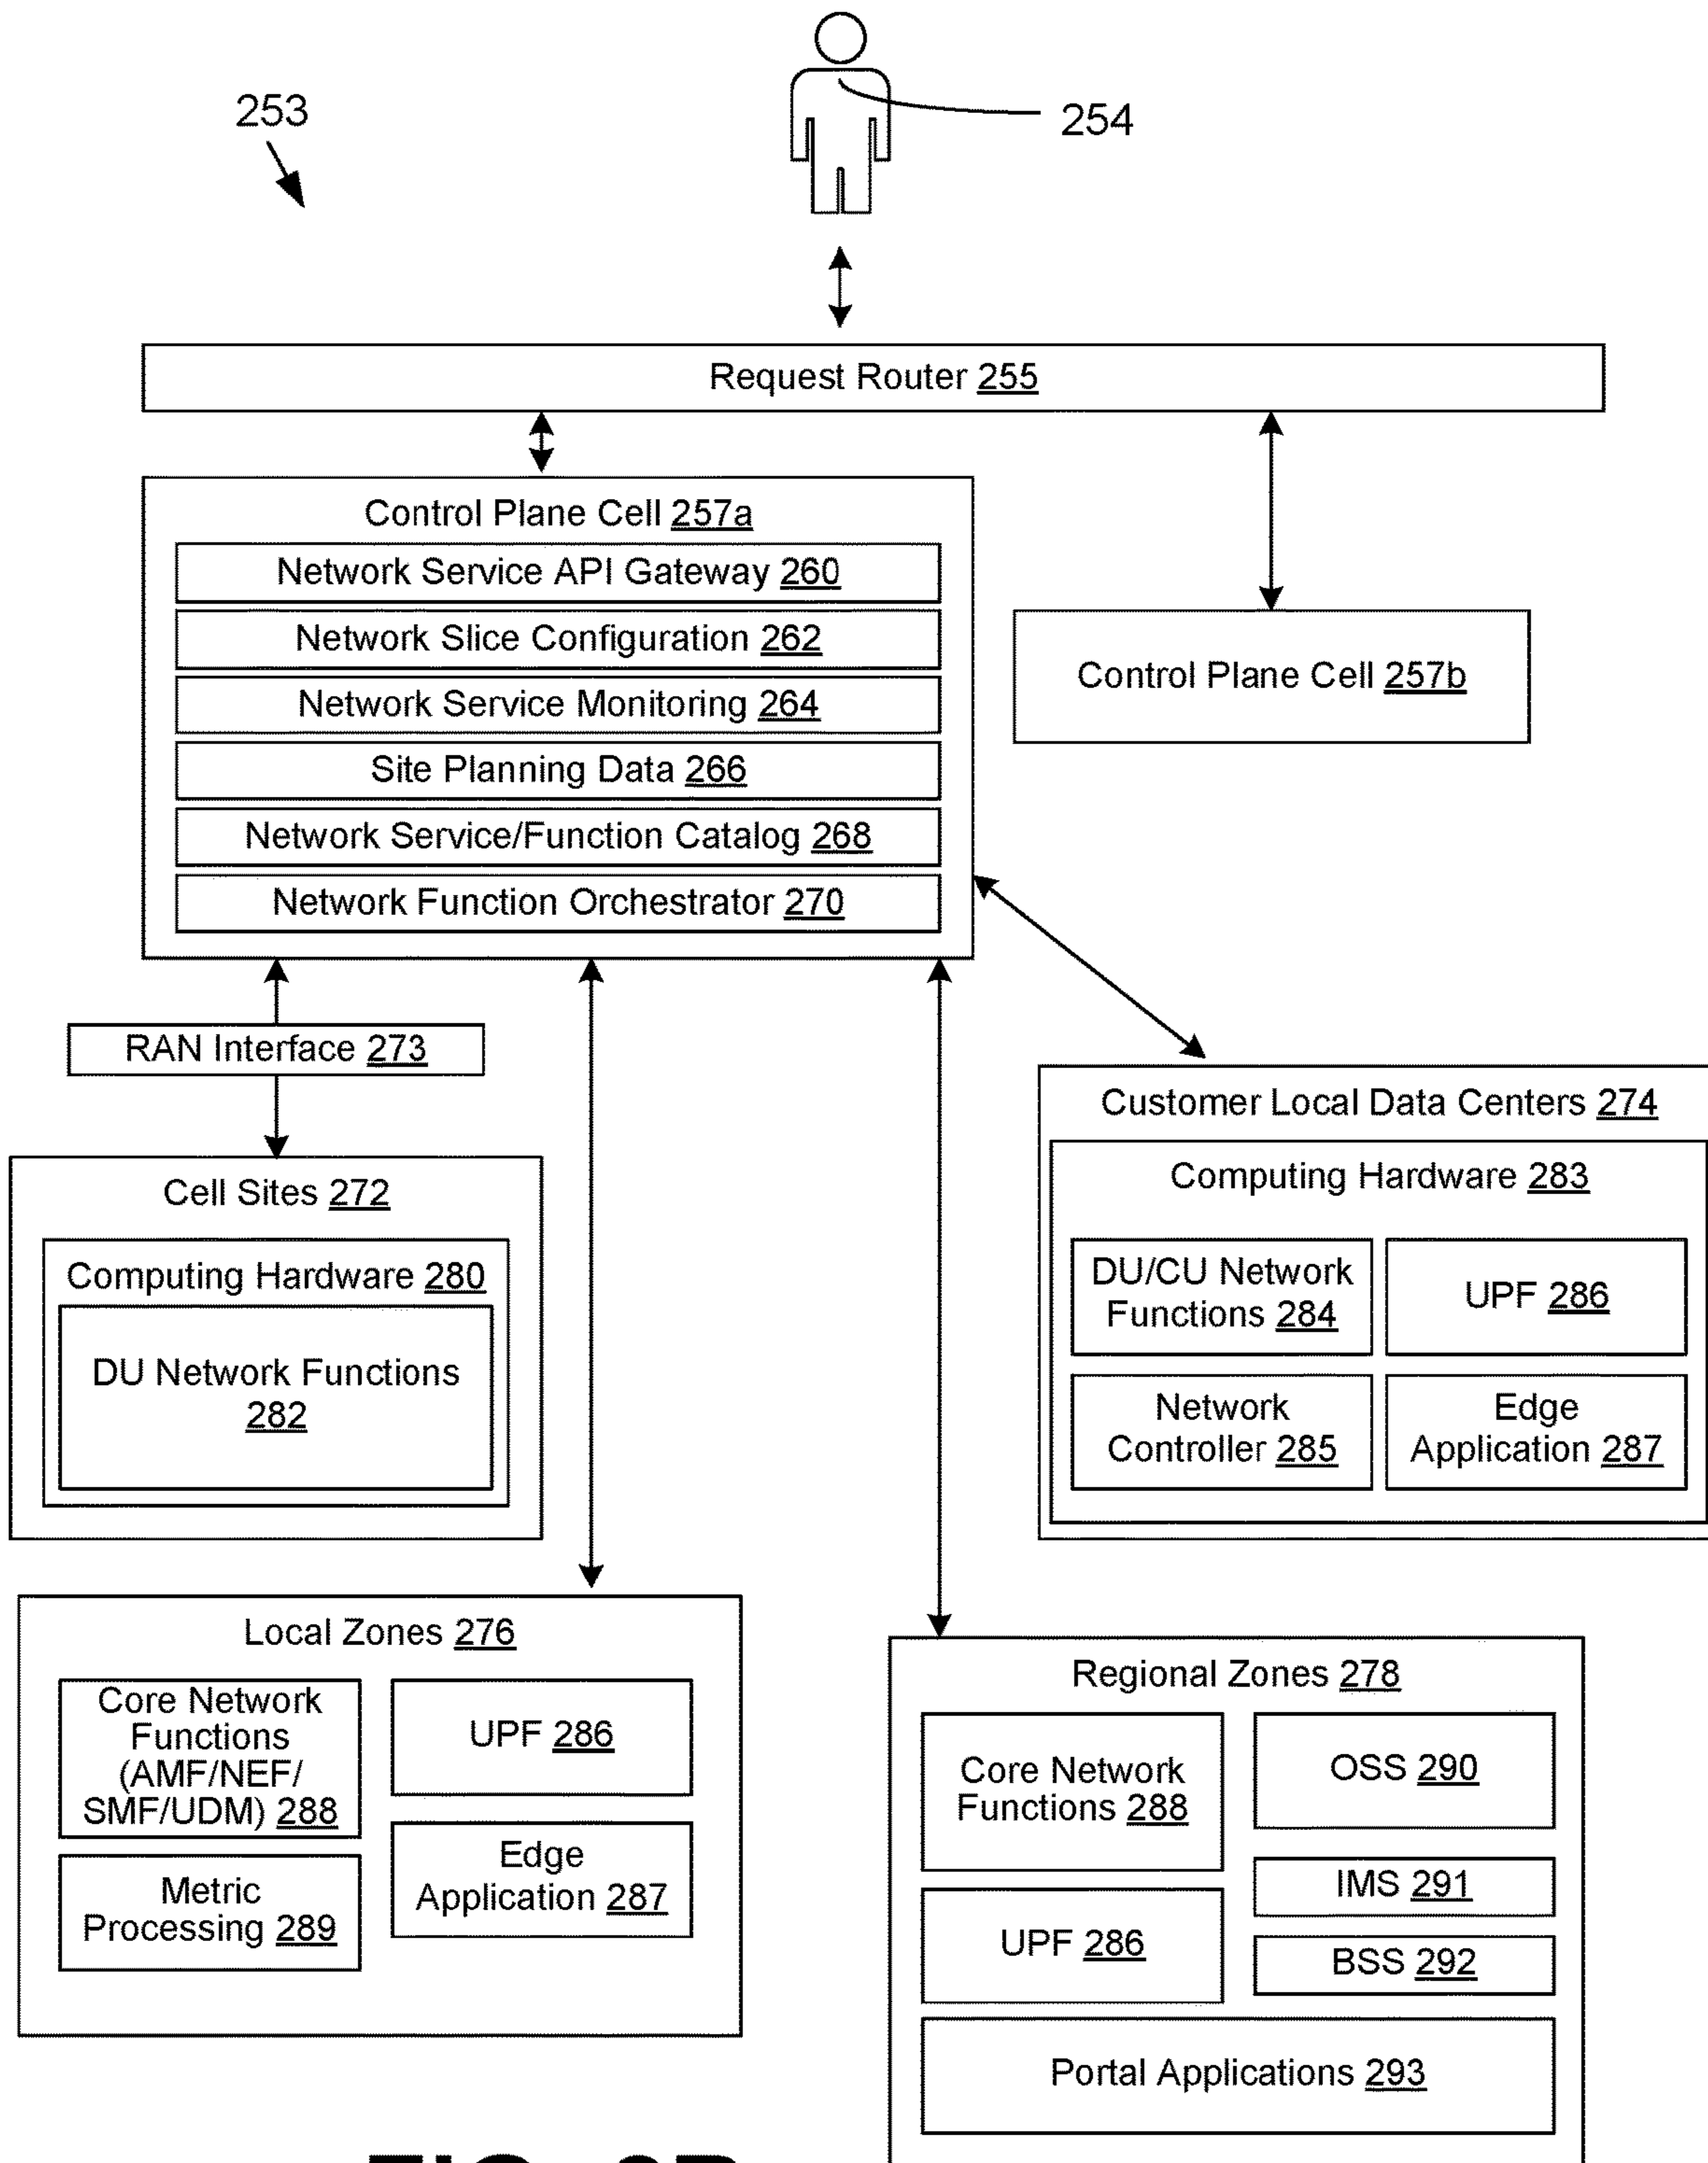 253
254
Request Router 255
Control Plane Cell 257a
Network Service API Gateway 260
Network Slice Configuration 262
Network Service Monitoring 264
Site Planning Data 266
Network Service/Function Catalog 268
Network Function Orchestrator 270
Control Plane Cell 257b
RAN Interface 273
Cell Sites 272
Computing Hardware 280
DU Network Functions
282
Customer Local Data Centers 274
Computing Hardware 283
DU/CU Network
Functions 284
UPF 286
Network
Controller 285
Edge
Application 287
Local Zones 276
Core Network
Functions
(AMF/NEF/
SMF/UDM) 288
UPF 286
Metric
Processing 289
Edge
Application 287
Regional Zones 278
Core Network
Functions 288
OSS 290
IMS 291
UPF 286
BSS 292
Portal Applications 293